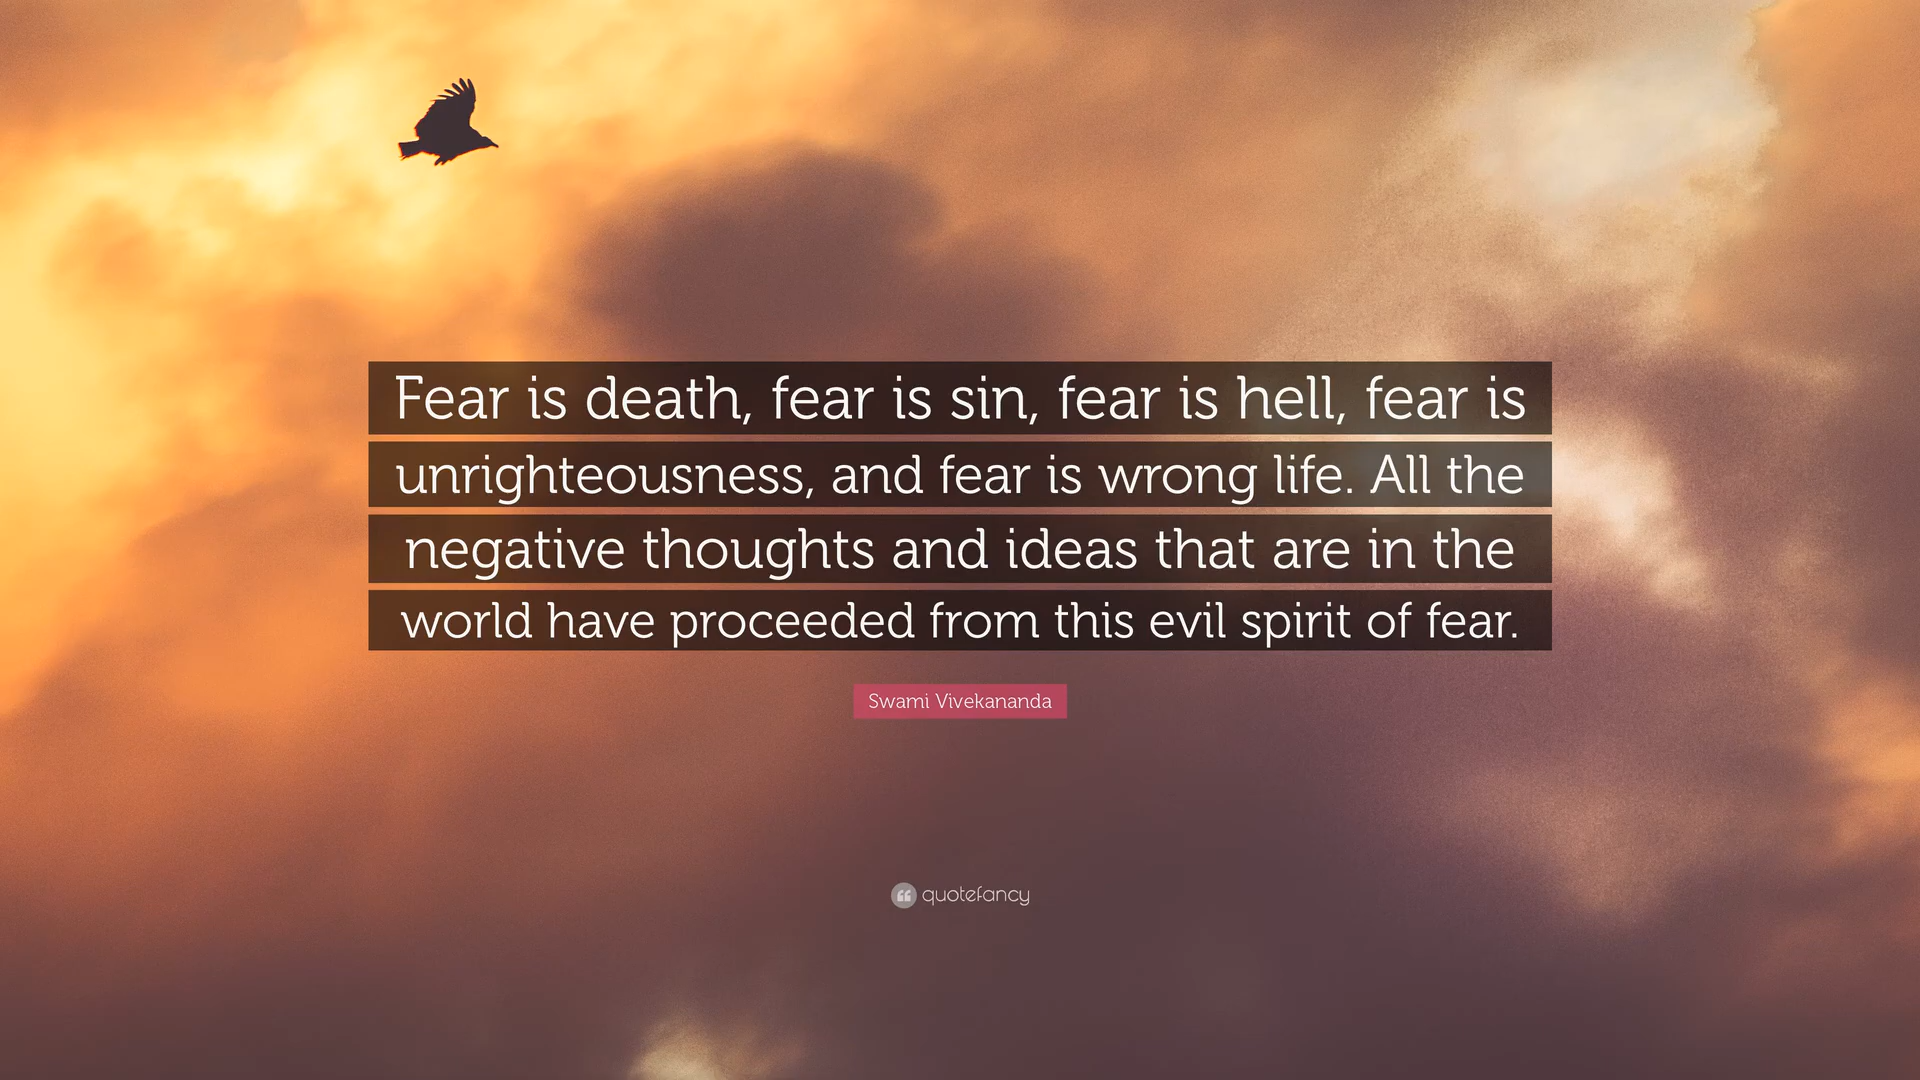 Fear is death, fear is sin, fear is hell, fear is
unrighteousness, and fear is wrong life. All the
negative thoughts and ideas that are in the
world have proceeded from this evil spirit of fear.
Swami Vivekananda
quotefancy